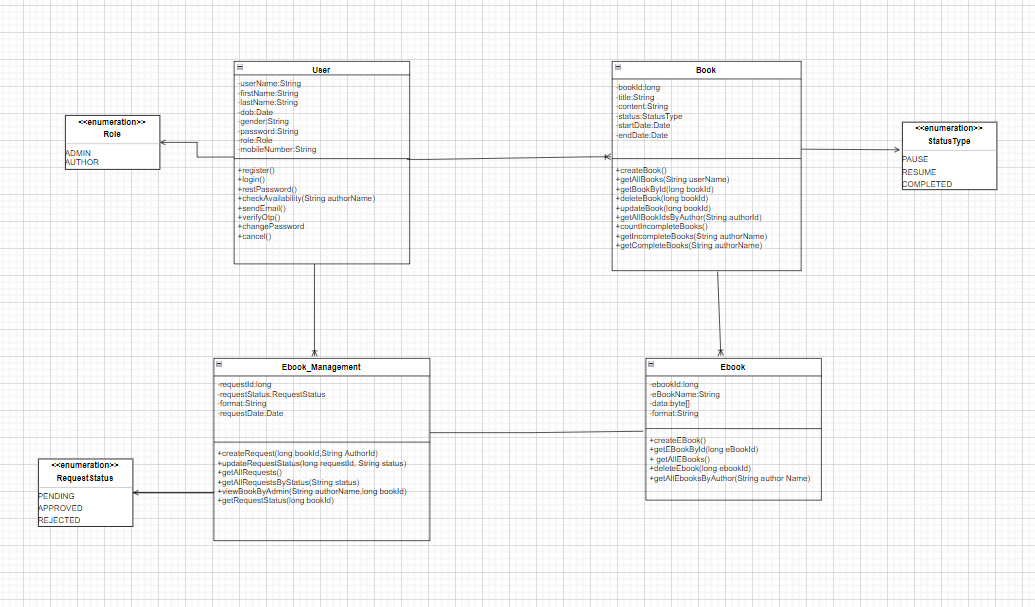 User
-userName:String
-firstName:String
-lastName:String
-dob:Date
-gender:String
-password:String
-role:Role
-mobileNumber:String
+register()
+login()
+restPassword()
+checkAvailability(String authorName)
+sendEmail()
+verifyOtp()
+changePassword
+cancel()
<<enumeration>>
Role
ADMIN
AUTHOR
Book
-bookId:long
-title:String
-content:String
-status:StatusType
-startDate:Date
-endDate:Date
+createBook()
+getAllBooks(String userName)
+getBookById(long bookId)
+deleteBook(long bookId)
+updateBook(long bookId)
+getAllBookIdsByAuthor(String authorId)
+countIncompleteBooks()
+getIncompleteBooks(String authorName)
+getCompleteBooks(String authorName)
<<enumeration>>
StatusType
PAUSE
RESUME
COMPLETED
Ebook_Management
-requestId:long
-requestStatus:RequestStatus
-format:String
-requestDate:Date
+createRequest(long bookId,String AuthorId)
+updateRequestStatus(long requestId, String status)
+getAllRequests()
+getAllRequestsByStatus(String status)
+viewBookByAdmin(String authorName,long bookId)
+getRequestStatus(long bookId)
Ebook
-ebookId:long
-eBookName:String
-data:byte[]
-format:String
+createEBook()
+getEBookById(long eBookId)
+ getAllEBooks()
+deleteEbook(long ebookId)
+getAllEbooksByAuthor(String author Name)
<<enumeration>>
RequestStatus
PENDING
APPROVED
REJECTED